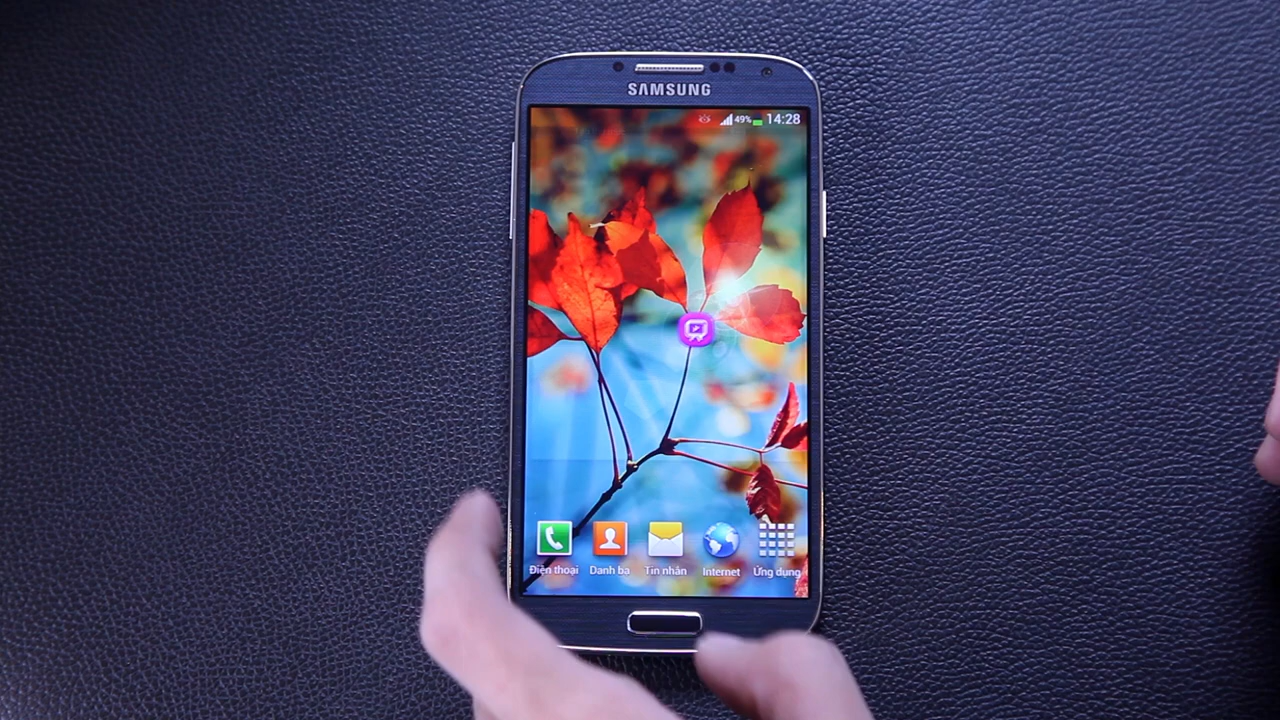 SAMSUNG
49% 14:28
Điện thoại Danh bạ Tin nhắn Internet Ứng dụng